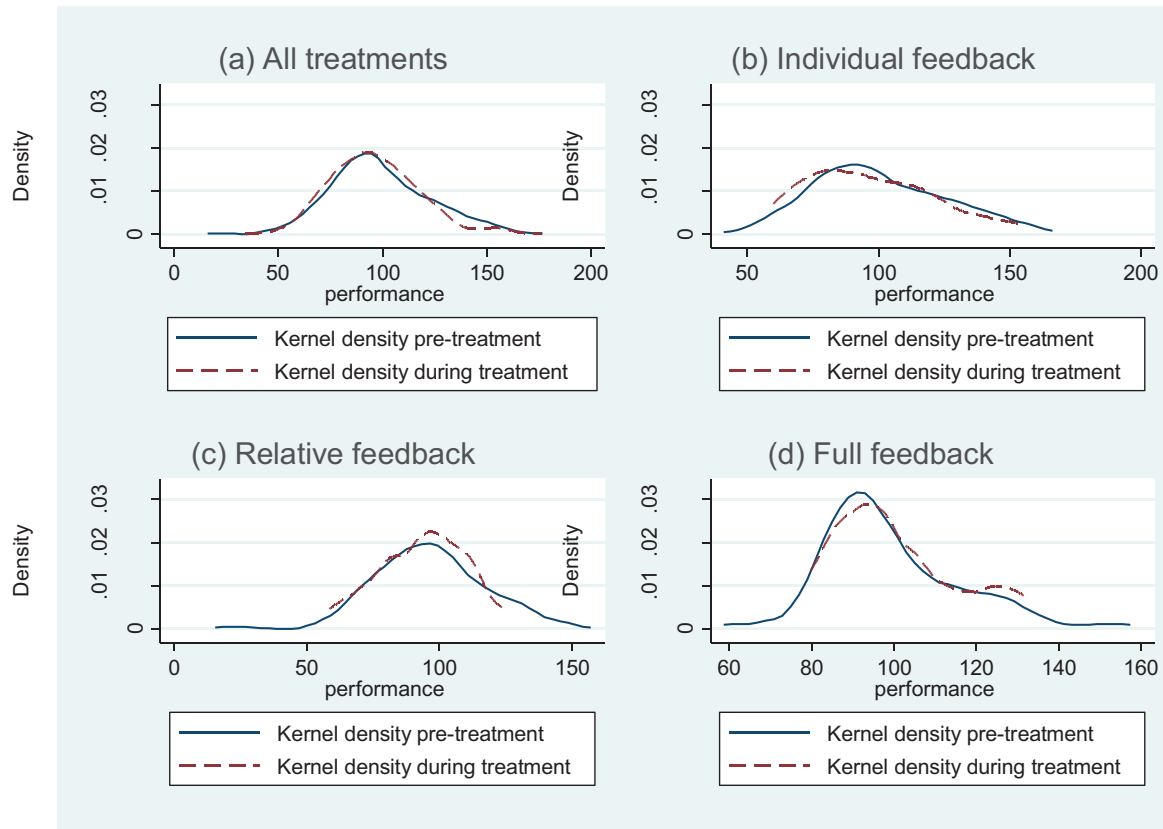 (a) All treatments
Density
0 .01 .02 .03
0 50 100 150 200
performance
Kernel density pre-treatment
Kernel density during treatment
(b) Individual feedback
Density
0 .01 .02 .03
50 100 150 200
performance
Kernel density pre-treatment
Kernel density during treatment
(c) Relative feedback
Density
0 .01 .02 .03
0 50 100 150
performance
Kernel density pre-treatment
Kernel density during treatment
(d) Full feedback
Density
0 .01 .02 .03
60 80 100 120 140 160
performance
Kernel density pre-treatment
Kernel density during treatment